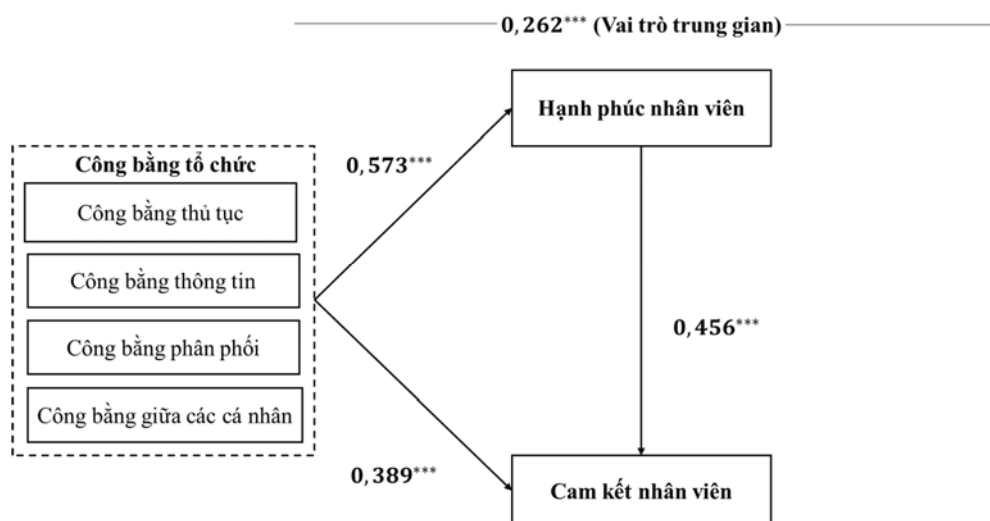 0,262*** (Vai trò trung gian)
Hạnh phúc nhân viên
0,573***
Công bằng tổ chức
Công bằng thủ tục
Công bằng thông tin
Công bằng phân phối
Công bằng giữa các cá nhân
0,456***
0,389***
Cam kết nhân viên